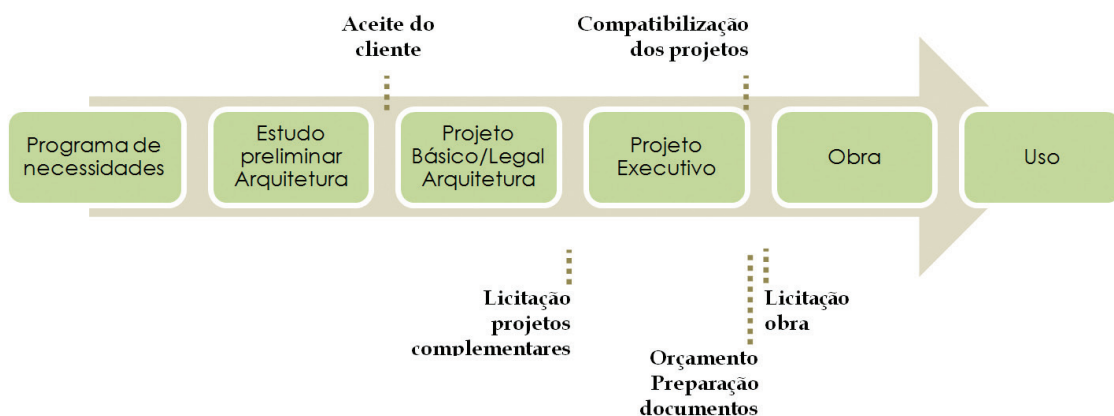 Aceite do
cliente
Compatibilização
dos projetos
Programa de
necessidades
Estudo
preliminar
Arquitetura
Projeto
Básico/Legal
Arquitetura
Projeto
Executivo
Obra
Uso
Licitação
projetos
complementares
Licitação
obra
Orçamento
Preparação
documentos